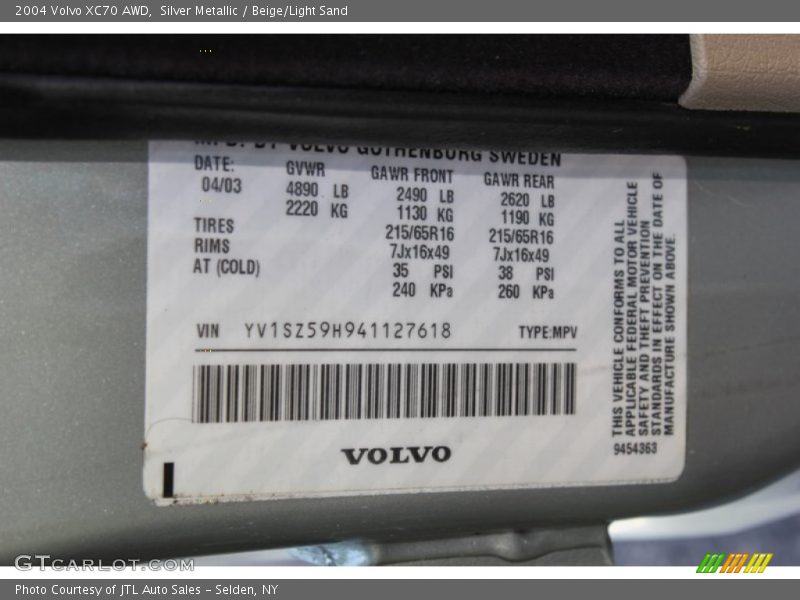 2004 Volvo XC70 AWD, Silver Metallic / Beige/Light Sand
MFD. BY VOLVO GOTHENBURG SWEDEN
DATE: GVWR GAWR FRONT GAWR REAR
04/03 4890 LB 2490 LB 2620 LB
2220 KG 1130 KG 1190 KG
TIRES 215/65R16 215/65R16
RIMS 7Jx16x49 7Jx16x49
AT (COLD) 35 PSI 38 PSI
240 KPa 260 KPa
VIN YV1SZ59H941127618 TYPE:MPV
VOLVO
THIS VEHICLE CONFORMS TO ALL
APPLICABLE FEDERAL MOTOR VEHICLE
SAFETY AND THEFT PREVENTION
STANDARDS IN EFFECT ON THE DATE OF
MANUFACTURE SHOWN ABOVE.
9454363
GTcarlot.com
Photo Courtesy of JTL Auto Sales - Selden, NY